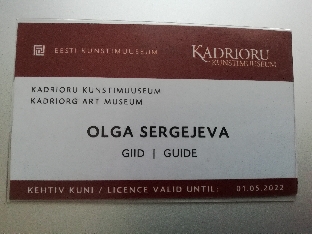 EESTI KUNSTIMUUSEUM
KADRIORU
KUNSTIMUUSEUM
KADRIORU KUNSTIMUUSEUM
KADRIORG ART MUSEUM
OLGA SERGEJEVA
GIID | GUIDE
KEHTIV KUNI / LICENCE VALID UNTIL: 01.05.2022